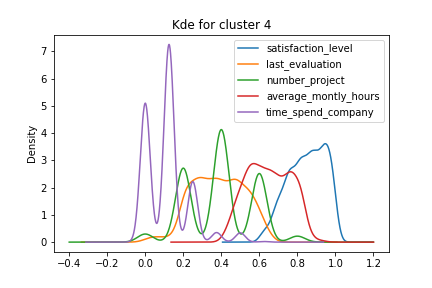 Kde for cluster 4
satisfaction_level
last_evaluation
number_project
average_montly_hours
time_spend_company
Density
7
6
5
4
3
2
1
0
−0.4 −0.2 0.0 0.2 0.4 0.6 0.8 1.0 1.2